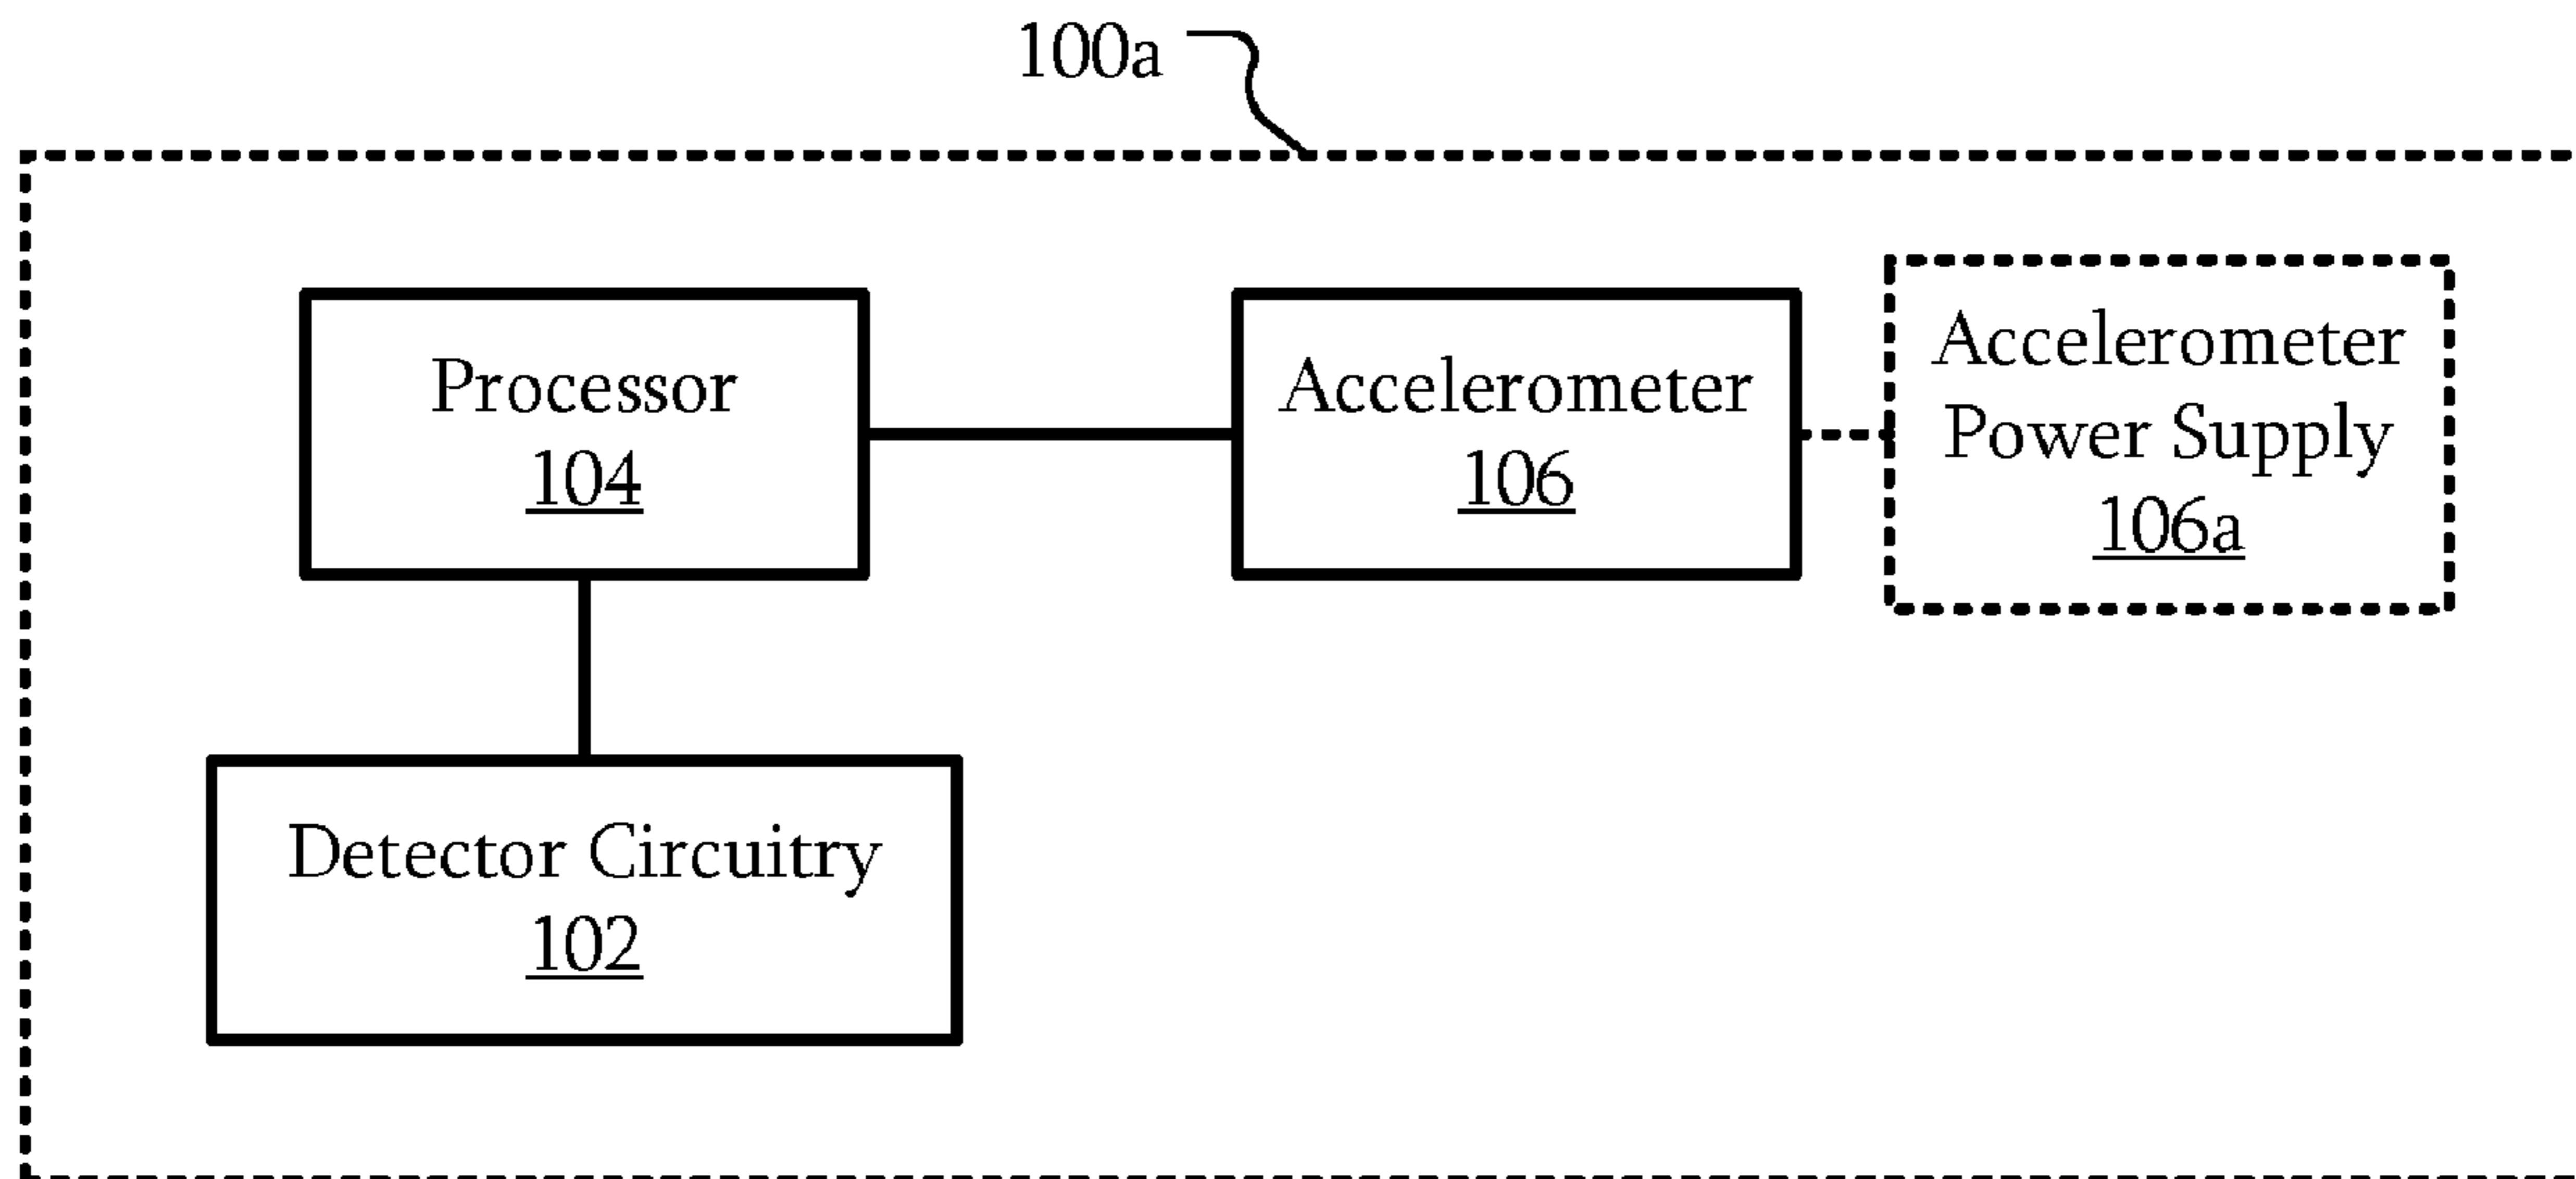 100a
Processor
104
Accelerometer
106
Accelerometer
Power Supply
106a
Detector Circuitry
102